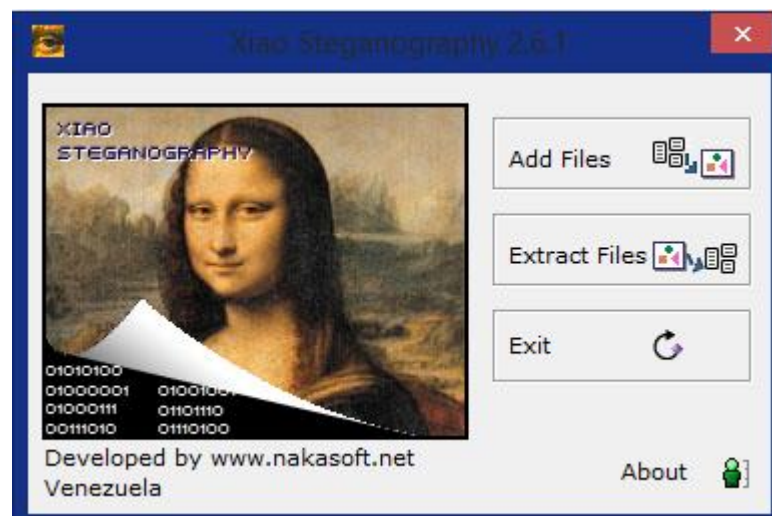 Xiao Steganography 2.6.1
XIAO
STEGANOGRAPHY
Add Files
Extract Files
Exit
01010100
01000001
01000111 01101110
00111010 01110100
Developed by www.nakasoft.net
Venezuela
About